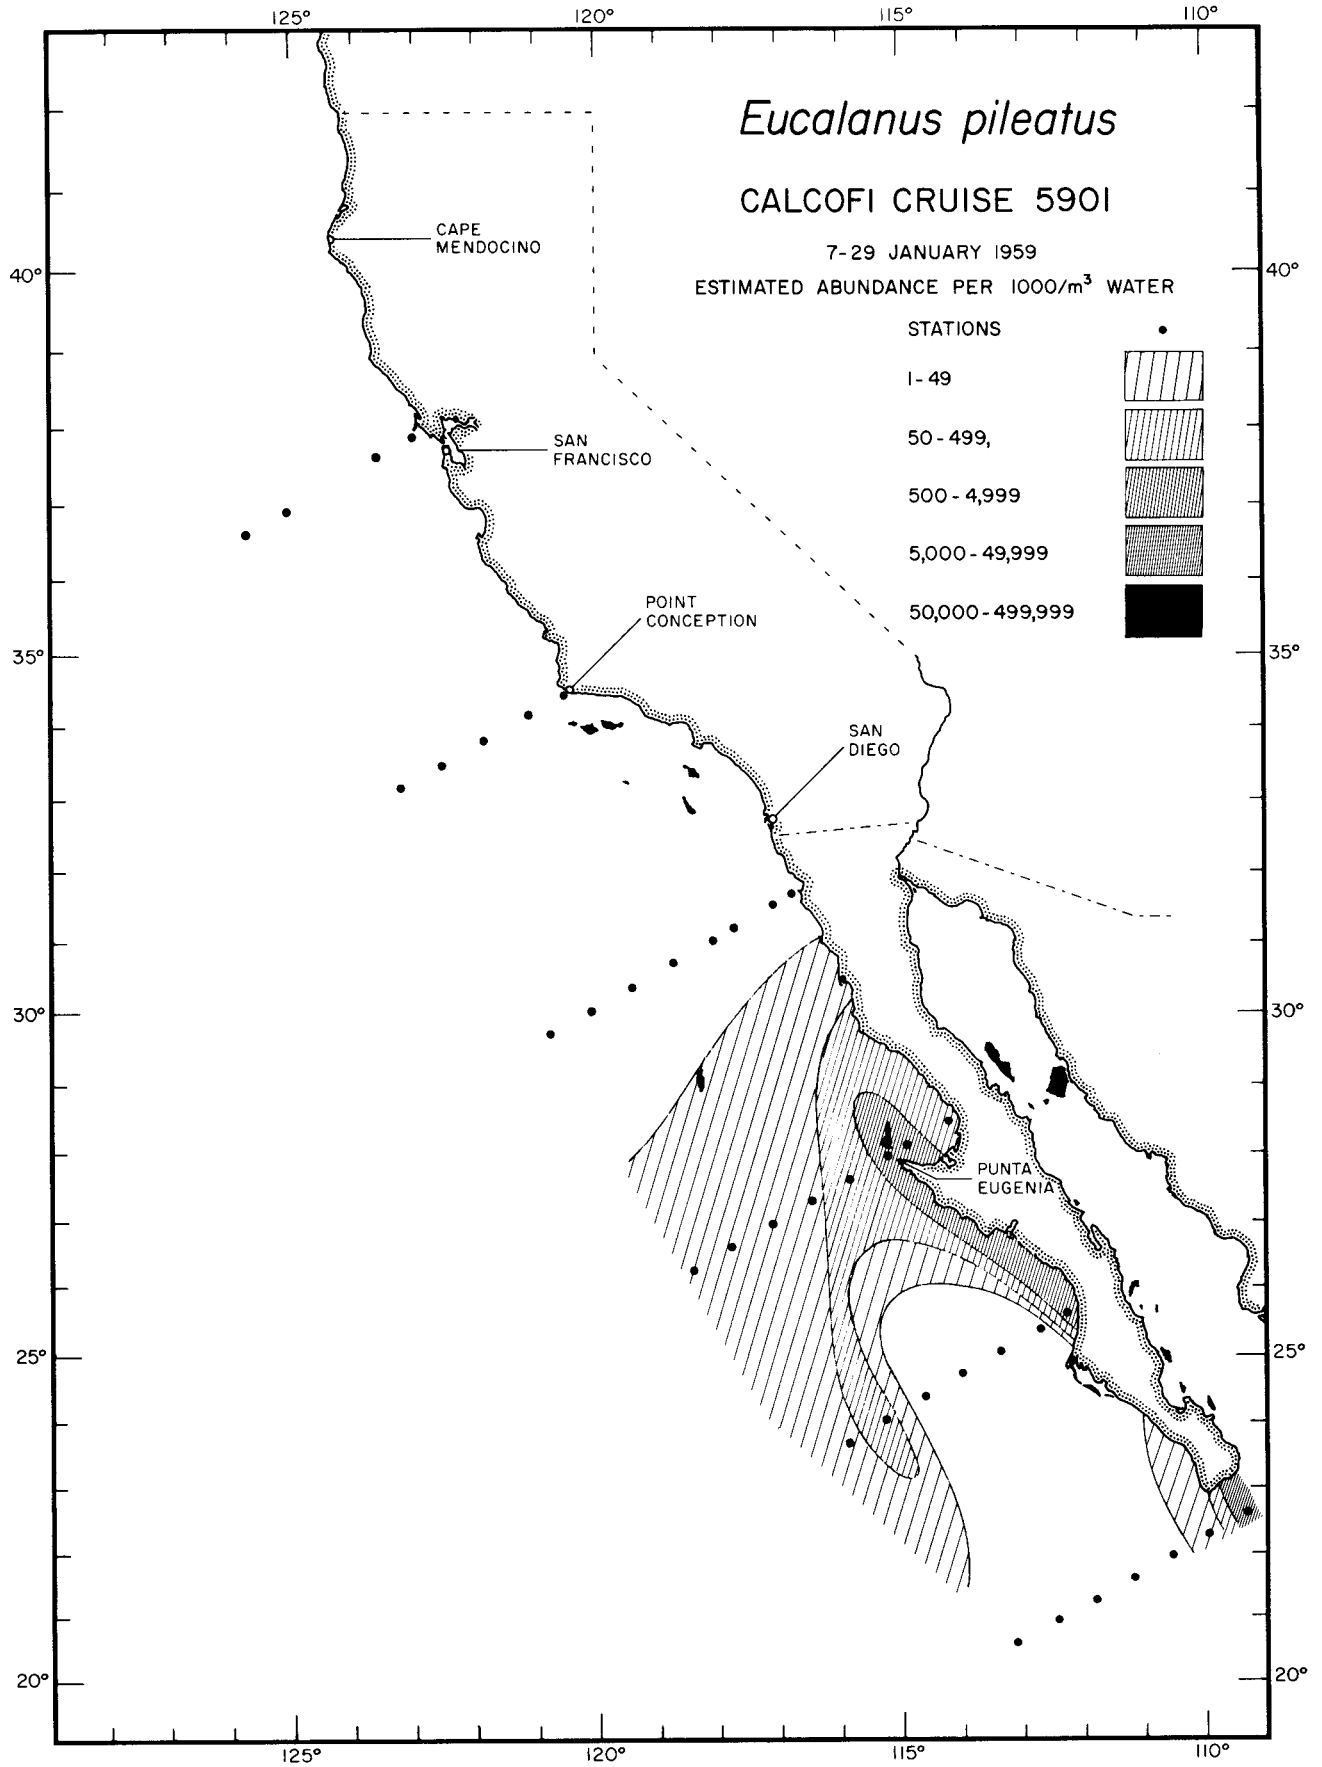 125°
120°
115°
110°
Eucalanus pileatus
CALCOFI CRUISE 5901
7-29 JANUARY 1959
ESTIMATED ABUNDANCE PER 1000/m³ WATER
STATIONS
1-49
50-499,
500-4,999
5,000-49,999
50,000-499,999
CAPE
MENDOCINO
40°
40°
SAN
FRANCISCO
POINT
CONCEPTION
35°
35°
SAN
DIEGO
30°
30°
PUNTA
EUGENIA
25°
25°
20°
20°
125°
120°
115°
110°